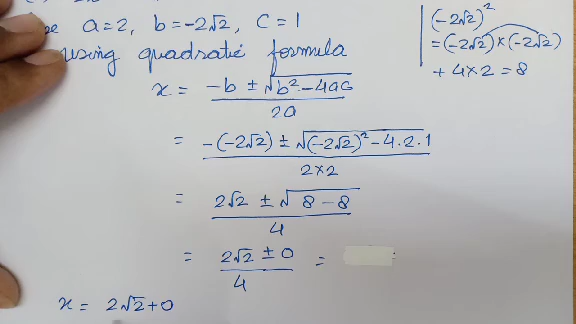 a=2, b=-2√2, c=1
using quadratic formula
x = (-b ± √(b²-4ac))/2a
= (-(-2√2) ± √((-2√2)² - 4.2.1))/(2×2)
= (2√2 ± √(8-8))/4
= (2√2 ± 0)/4 =
x = 2√2+0
(-2√2)²
= (-2√2) × (-2√2)
+ 4×2 = 8